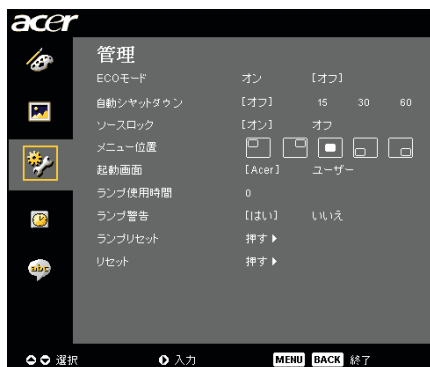 acer
管理
ECOモード オン [オフ]
自動シャットダウン [オフ] 15 30 60
ソースロック [オン] オフ
メニュー位置
起動画面 [Acer] ユーザー
ランプ使用時間 0
ランプ警告 [はい] いいえ
ランプリセット 押す
リセット 押す
abc
選択 入力 MENU BACK 終了